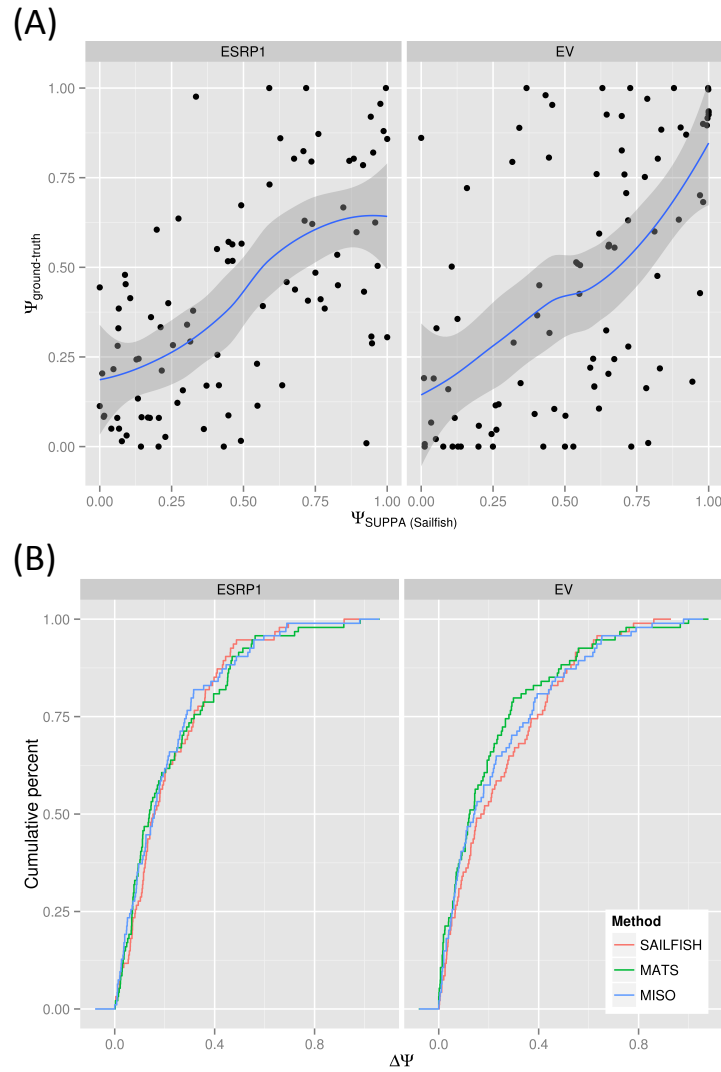 (A)
ESRP1 EV
1.00
0.75
0.50
0.25
0.00
Ψground-truth
0.00 0.25 0.50 0.75 1.00 0.00 0.25 0.50 0.75 1.00
ΨSUPPA (Sailfish)
(B)
ESRP1 EV
1.00
0.75
0.50
0.25
0.00
Cumulative percent
Method
SAILFISH
MATS
MISO
0.0 0.4 0.8 0.0 0.4 0.8
ΔΨ